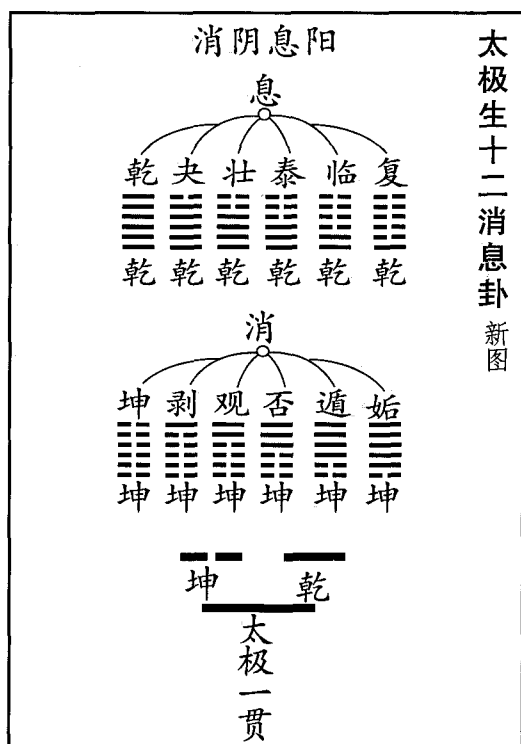 太极生十二消息卦 新图
消阴息阳
息
乾 夬 壮 泰 临 复
乾 乾 乾 乾 乾 乾
消
坤 剥 观 否 遁 姤
坤 坤 坤 坤 坤 坤
坤 乾
太极一贯